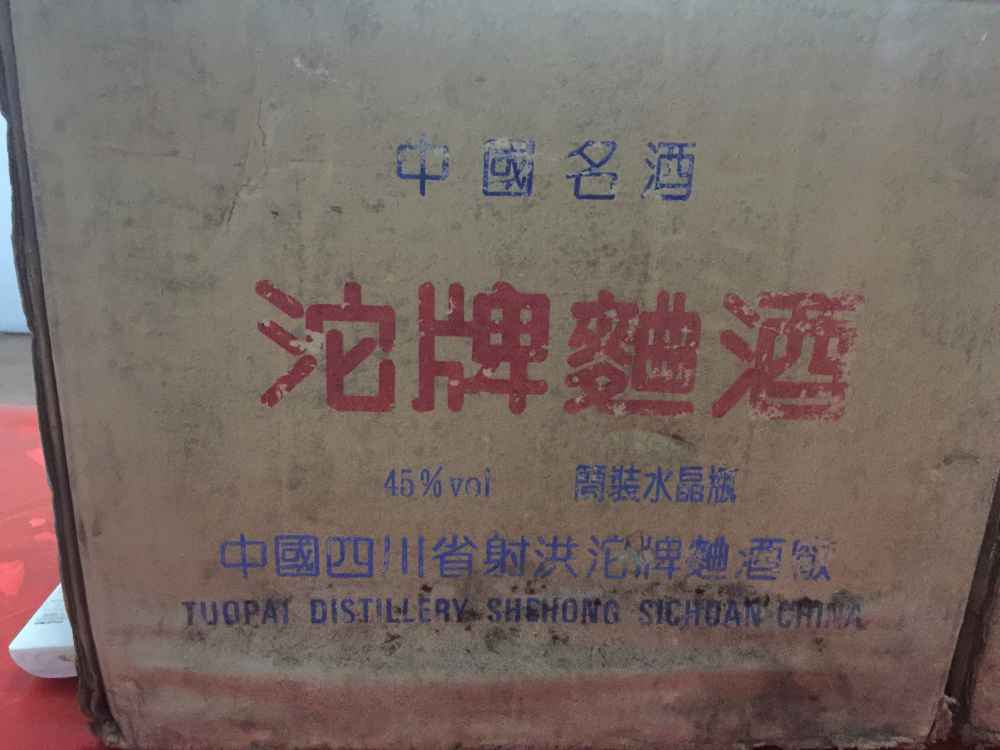 中國名酒
沱牌麯酒
45%vol 簡裝水晶瓶
中國四川省射洪沱牌麯酒廠
TUOPAI DISTILLERY SHEHONG SICHUAN CHINA